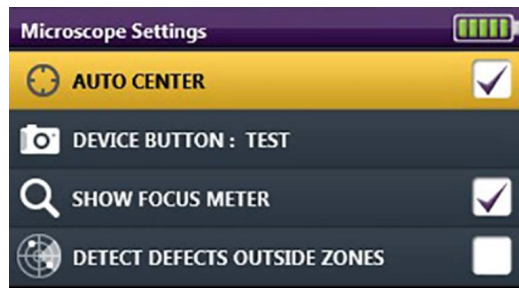 Microscope Settings
AUTO CENTER
DEVICE BUTTON : TEST
SHOW FOCUS METER
DETECT DEFECTS OUTSIDE ZONES